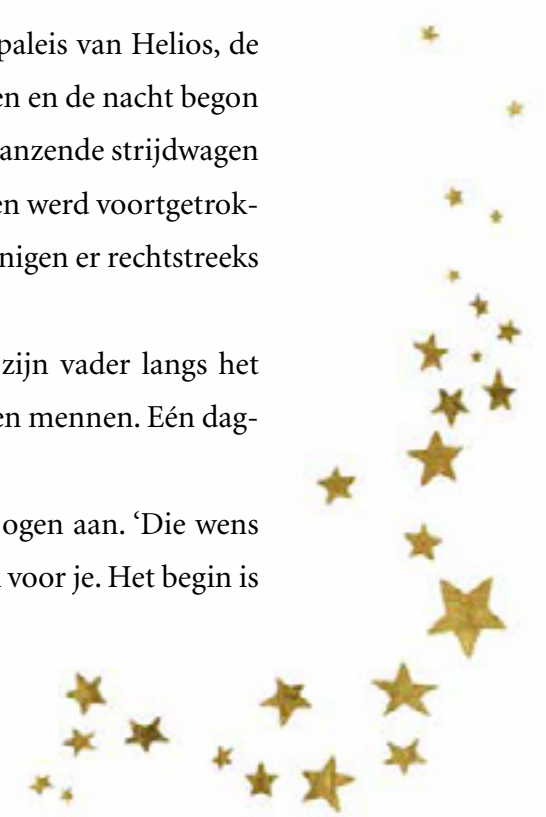 paleis van Helios, de
en en de nacht begon
anzende strijdwagen
en werd voortgetrok-
nigen er rechtstreeks
zijn vader langs het
en mennen. Eén dag-
ogen aan. ‘Die wens
voor je. Het begin is